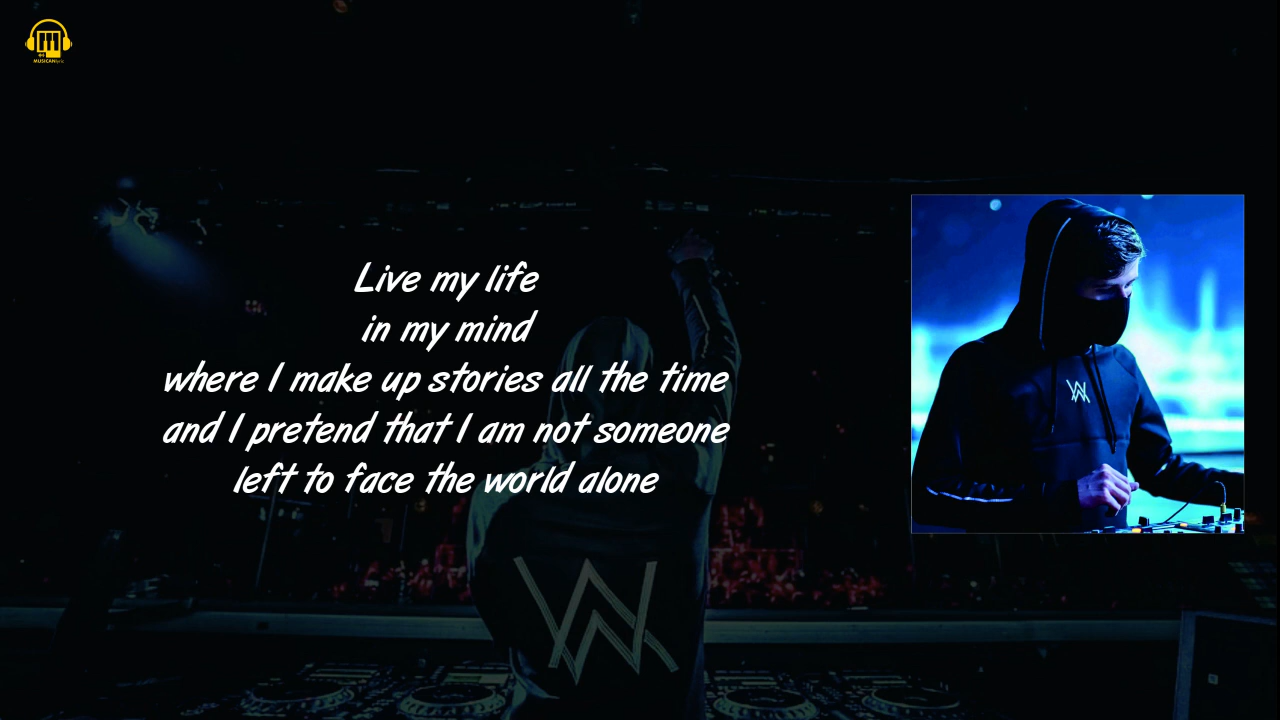 MUSICANlyric
Live my life
in my mind
where I make up stories all the time
and I pretend that I am not someone
left to face the world alone